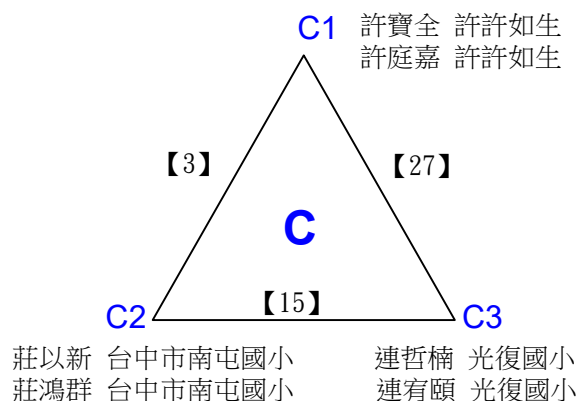 C1 許寶全 許許如生
許庭嘉 許許如生
【3】 【27】
C
【15】
C2 C3
莊以新 台中市南屯國小 連哲楠 光復國小
莊鴻群 台中市南屯國小 連宥頤 光復國小